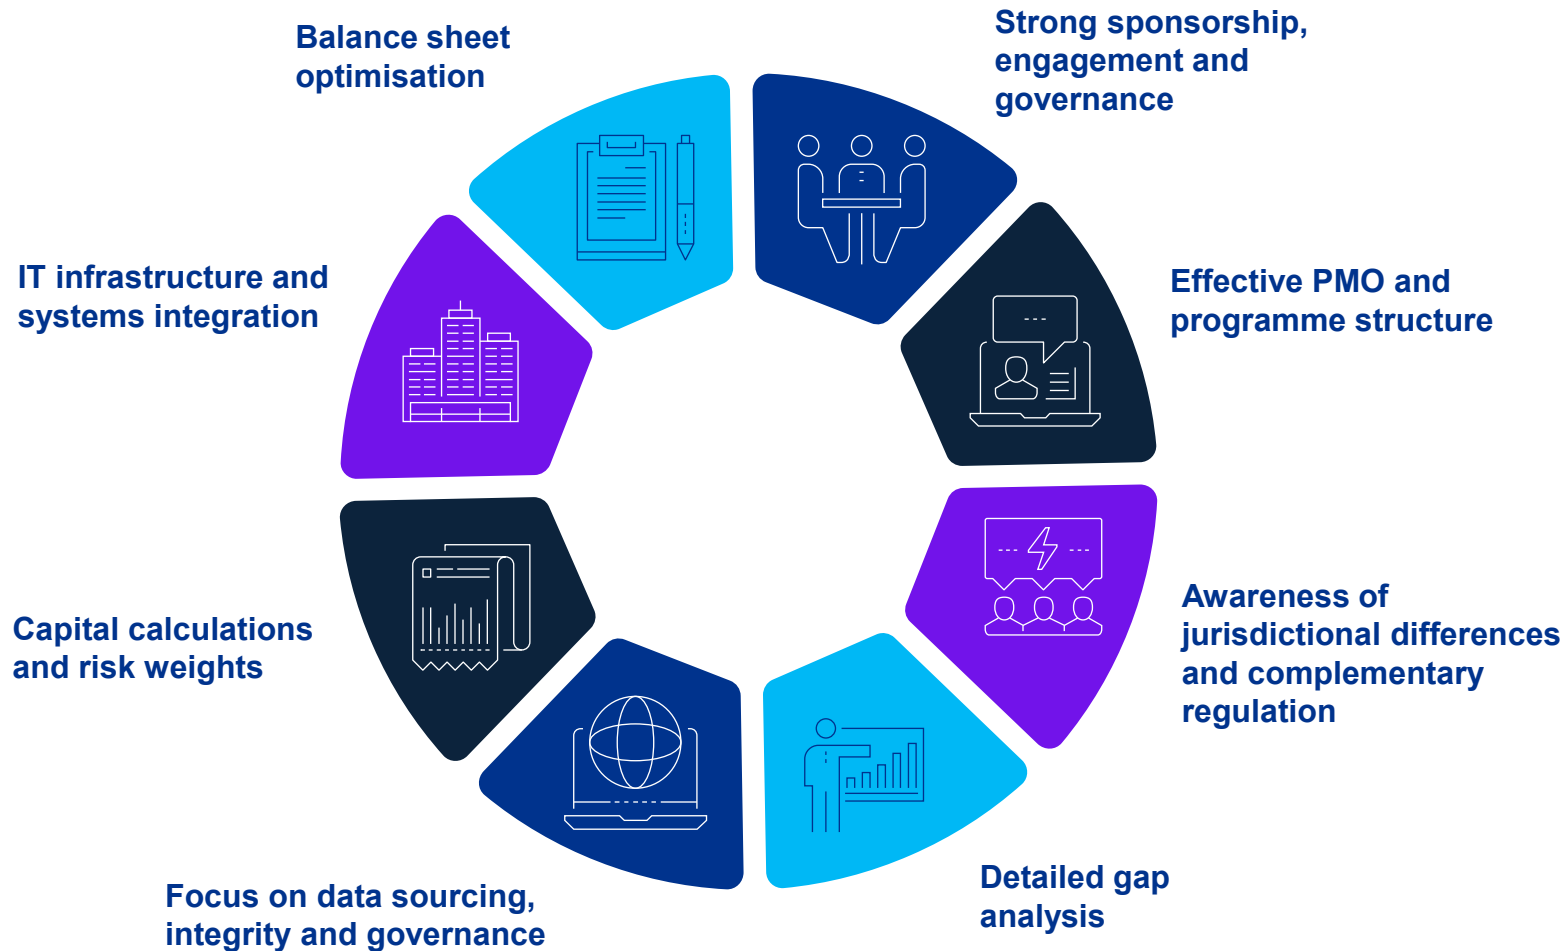 Balance sheet
optimisation
Strong sponsorship,
engagement and
governance
Effective PMO and
programme structure
Awareness of
jurisdictional differences
and complementary
regulation
Detailed gap
analysis
Focus on data sourcing,
integrity and governance
Capital calculations
and risk weights
IT infrastructure and
systems integration